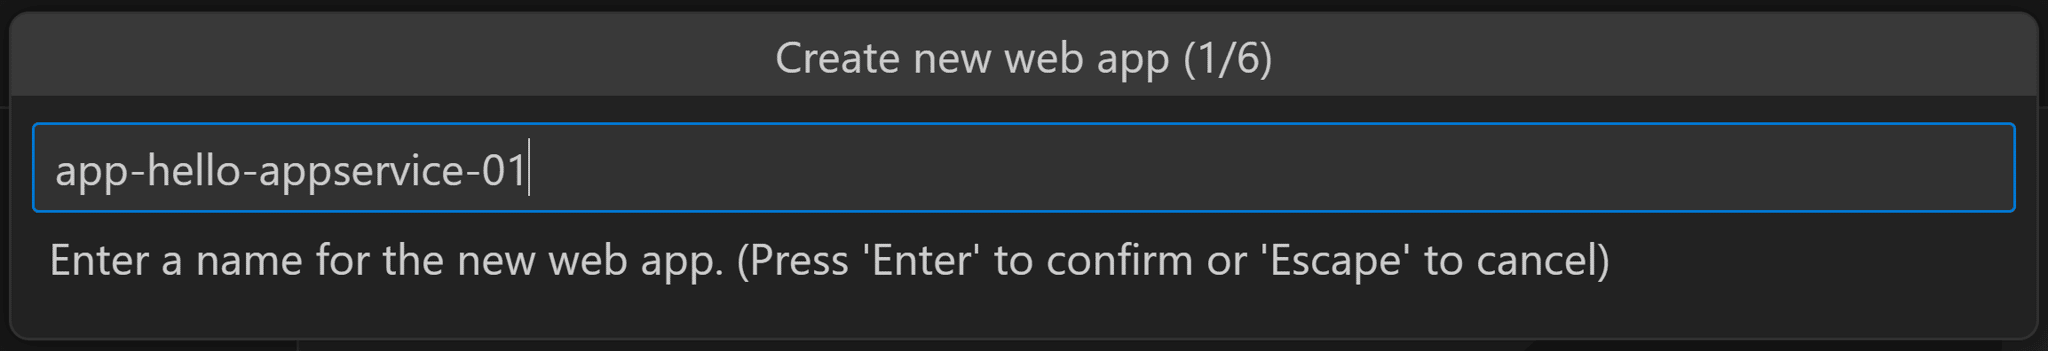 Create new web app (1/6)
app-hello-appservice-01
Enter a name for the new web app. (Press 'Enter' to confirm or 'Escape' to cancel)